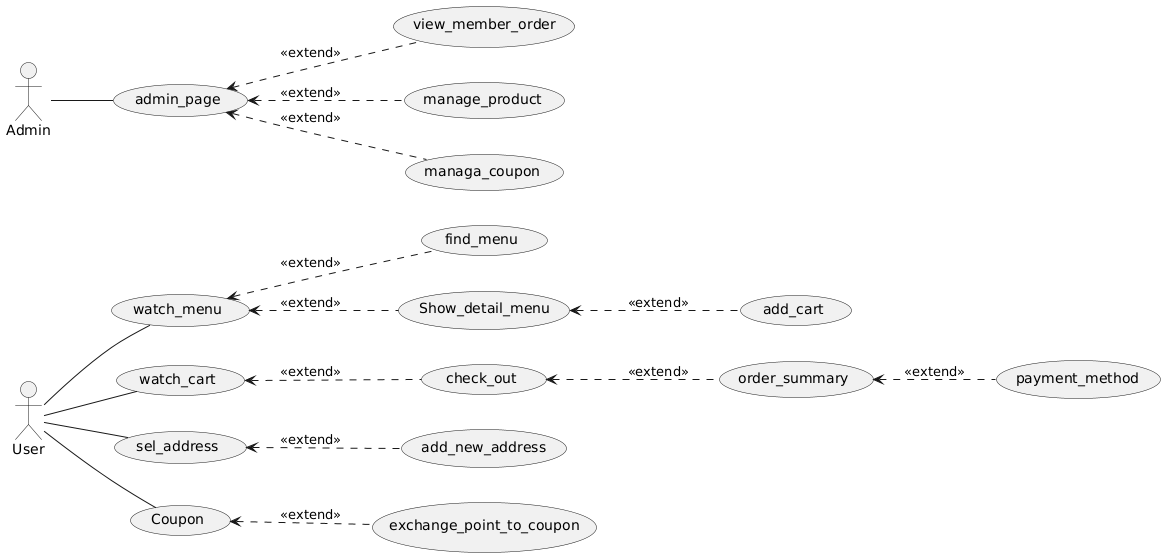 view_member_order
«extend»
Admin
admin_page
«extend»
manage_product
«extend»
managa_coupon
find_menu
«extend»
watch_menu
«extend»
Show_detail_menu
«extend»
add_cart
User
watch_cart
«extend»
check_out
«extend»
order_summary
«extend»
payment_method
sel_address
«extend»
add_new_address
Coupon
«extend»
exchange_point_to_coupon